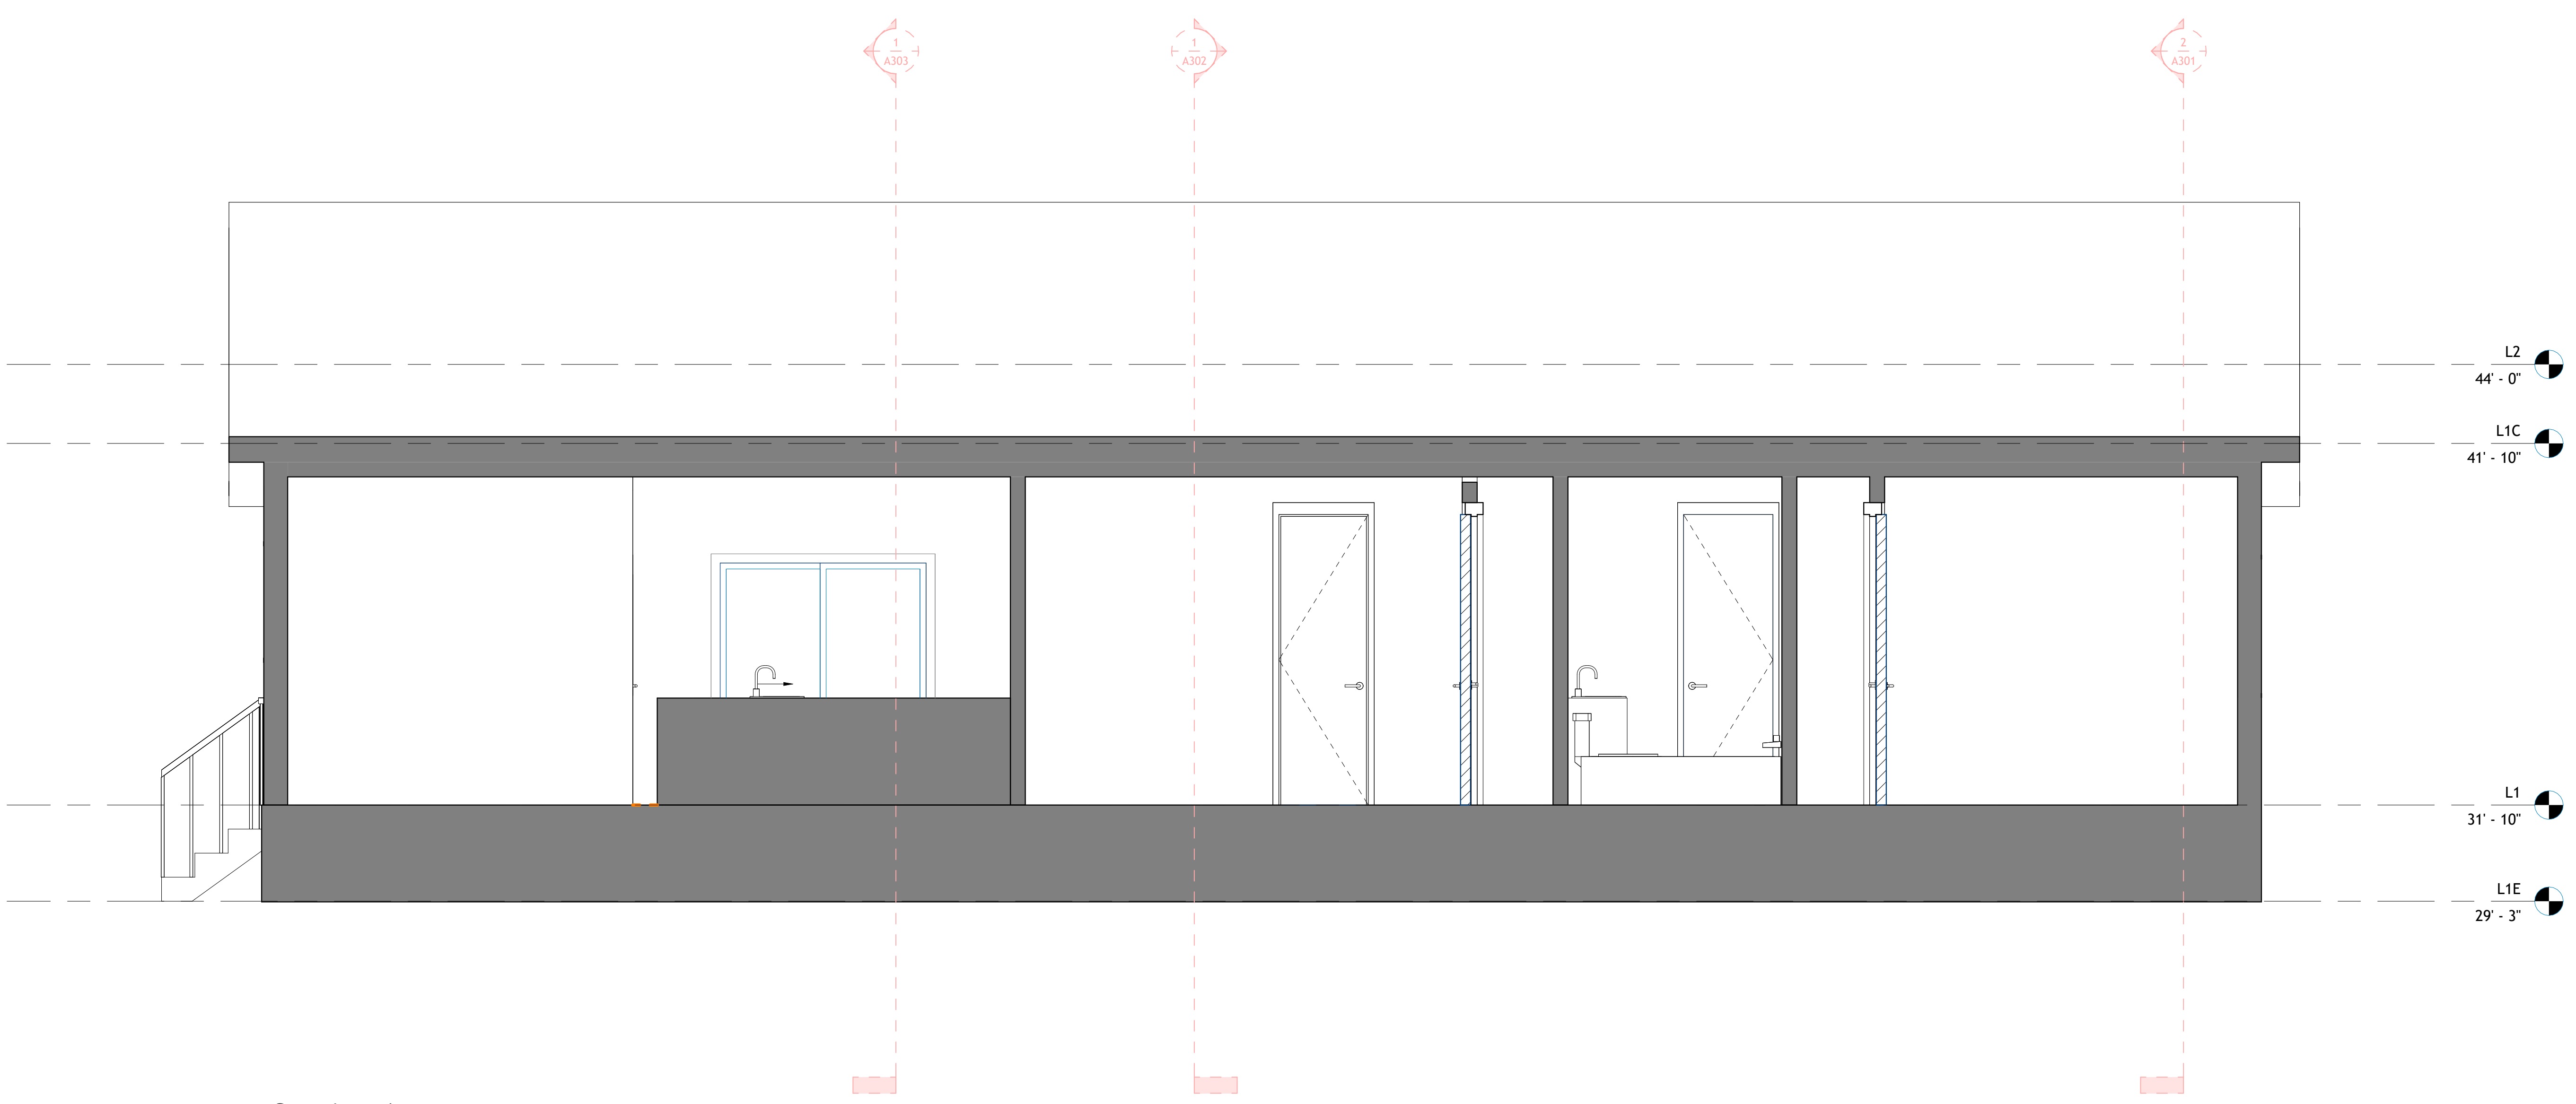 1
A303
1
A302
2
A301
L2
44' - 0"
L1C
41' - 10"
L1
31' - 10"
L1E
29' - 3"